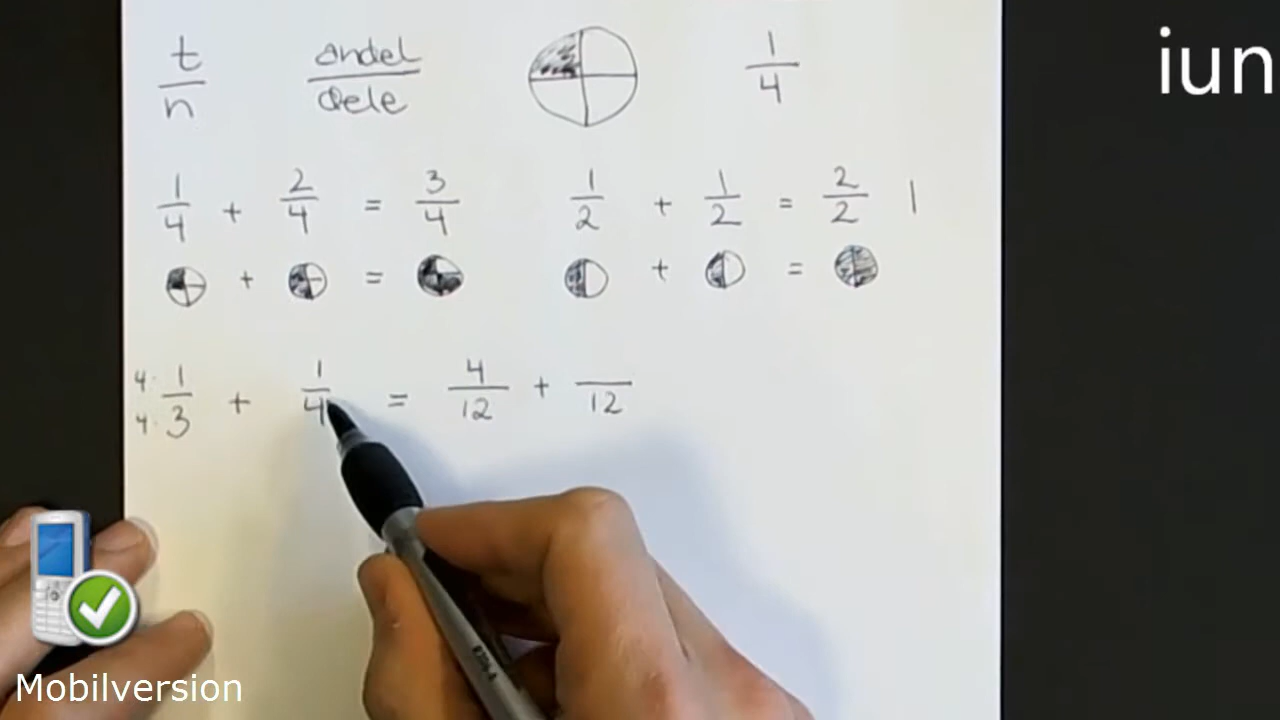 iun
t/n andel/dele 1/4
1/4 + 2/4 = 3/4 1/2 + 1/2 = 2/2 1
+ = + =
4· 1/4· 3 + 1/4 = 4/12 + /12
Mobilversion